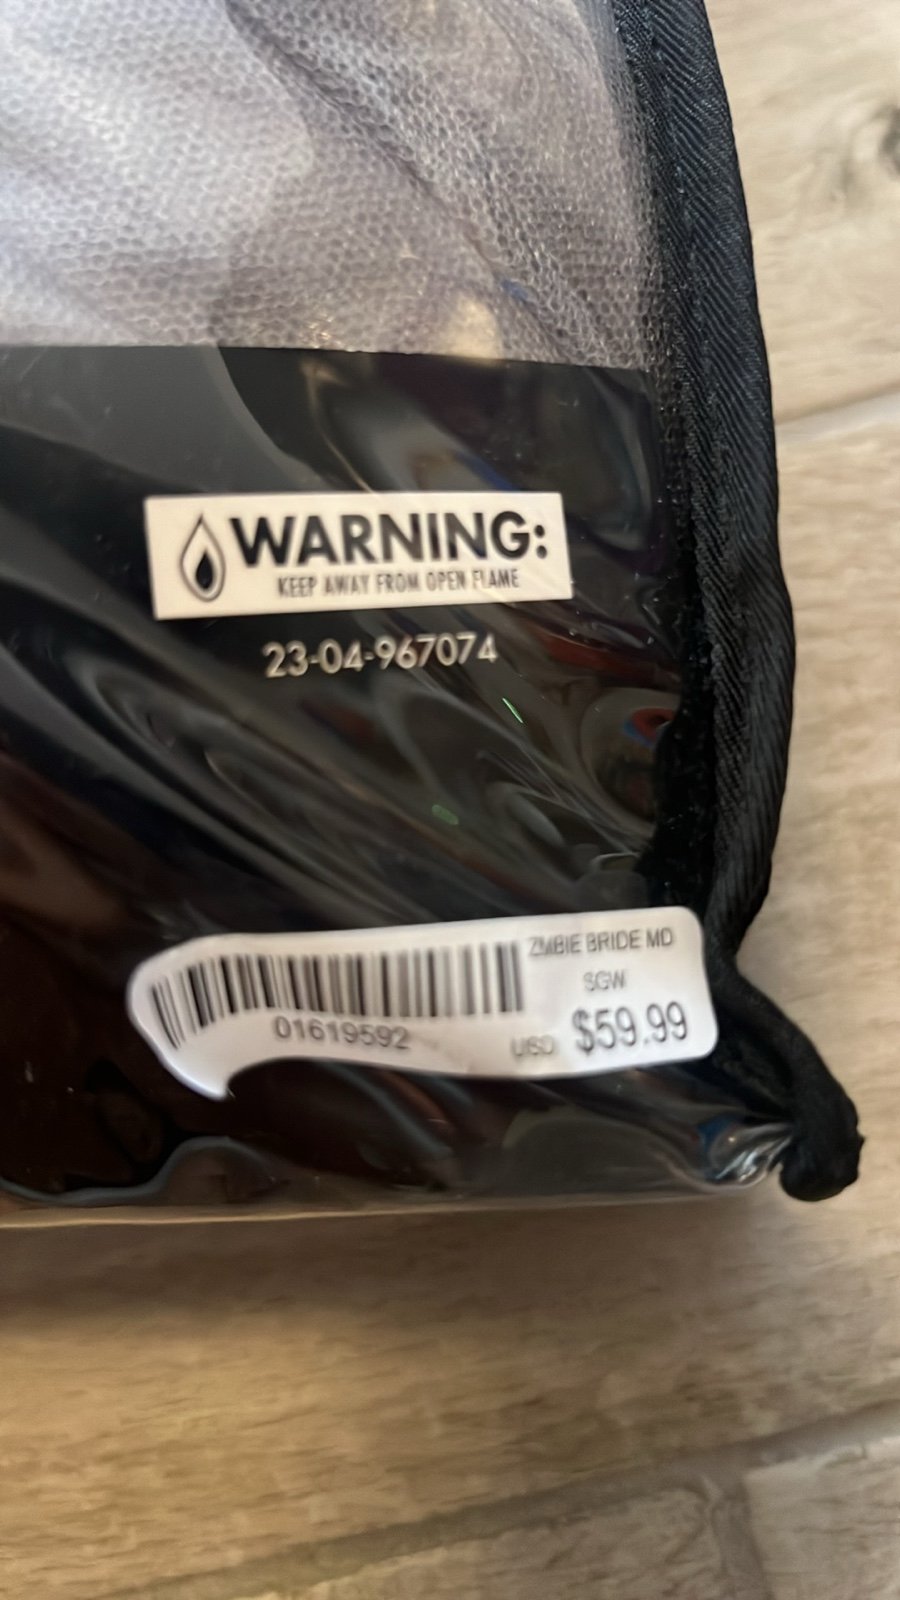 WARNING:
KEEP AWAY FROM OPEN FLAME
23-04-967074
ZMBIE BRIDE MD
SGW
01619592
USD $59.99